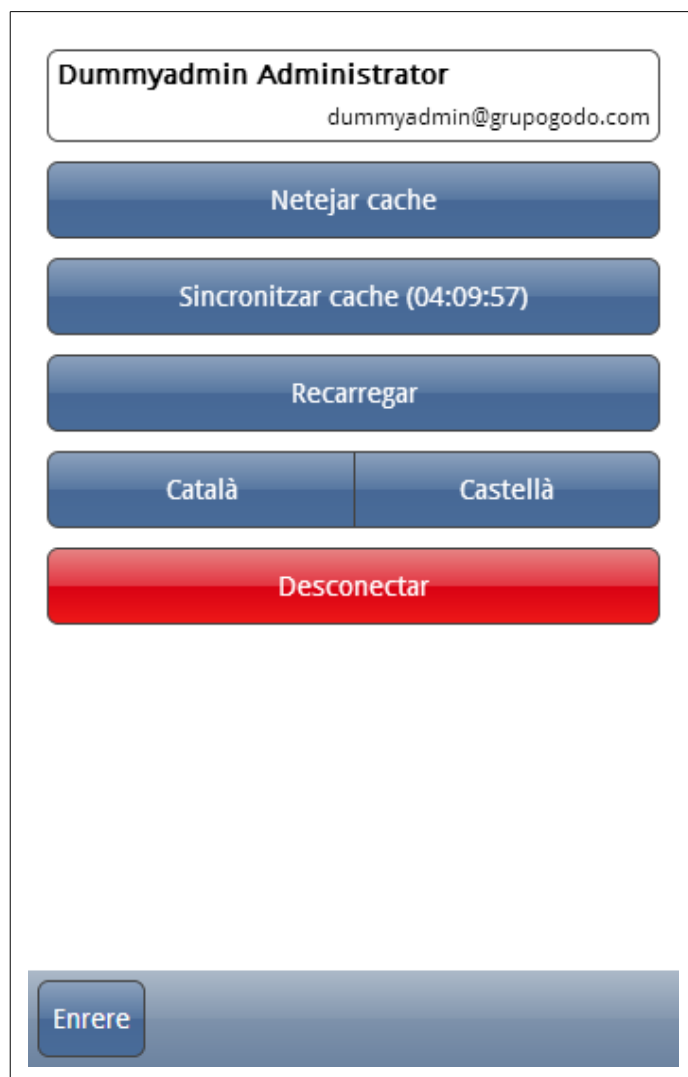 Dummyadmin Administrator
dummyadmin@grupogodo.com
Netejar cache
Sincronitzar cache (04:09:57)
Recarregar
Català
Castellà
Desconectar
Enrere